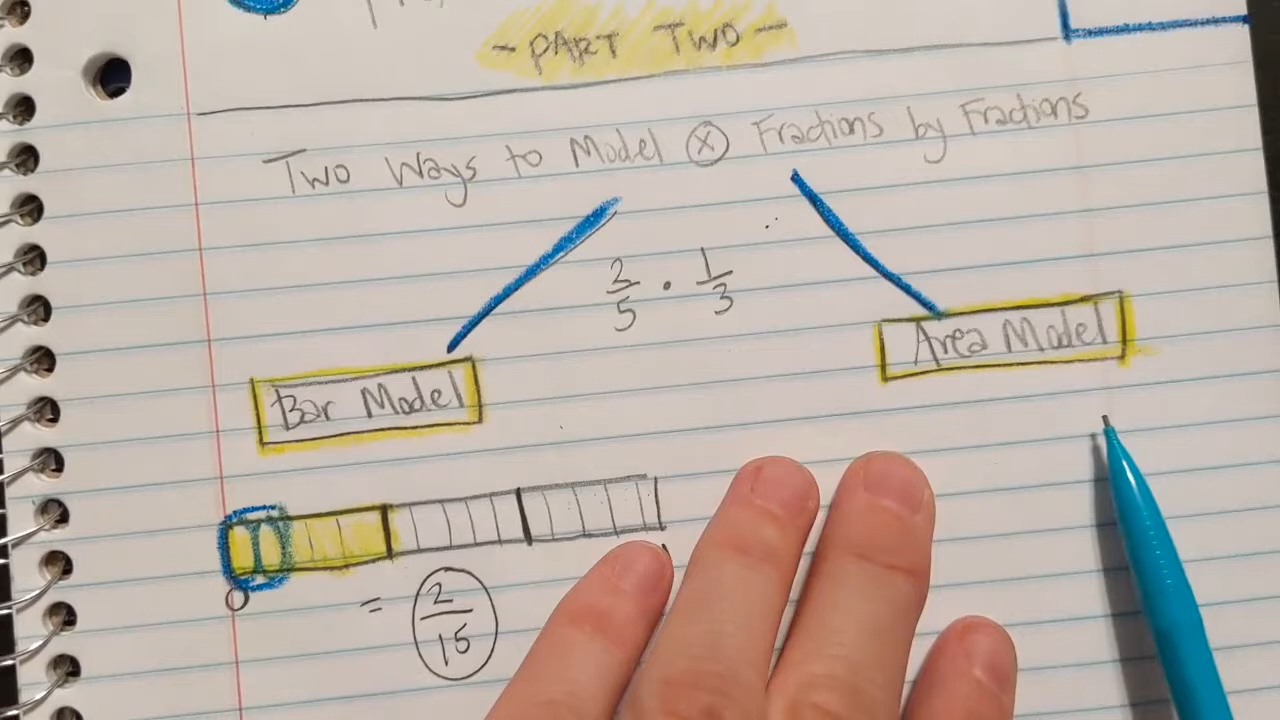 - PART TWO -
Two Ways to Model ⊗ Fractions by Fractions
2/5 · 1/3
Bar Model
Area Model
0
= 2/15